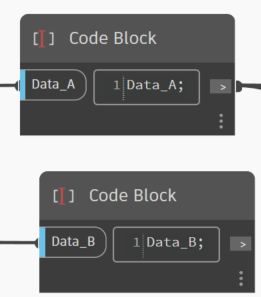 [I] Code Block
Data_A 1 Data_A; >
[I] Code Block
Data_B 1 Data_B; >